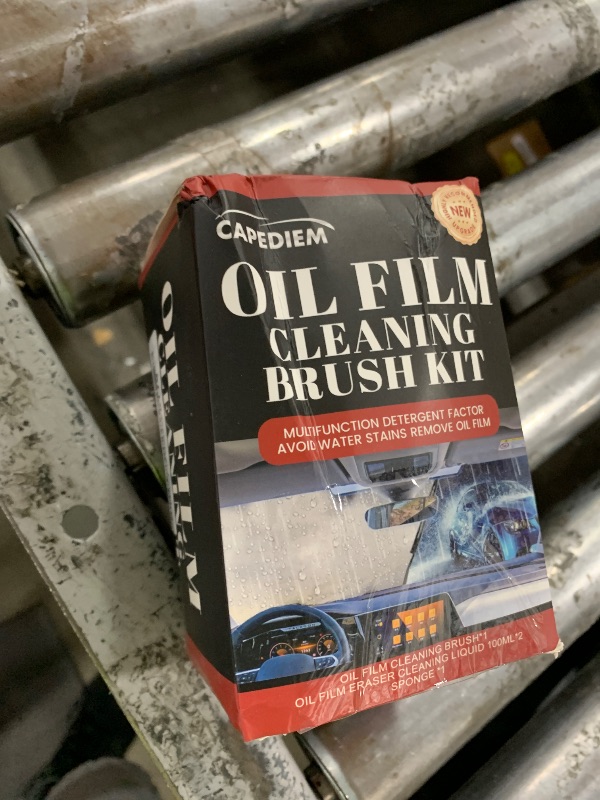 CAPEDIEM
NEW
OIL FILM
CLEANING
BRUSH KIT
MULTIFUNCTION DETERGENT FACTOR
AVOID WATER STAINS REMOVE OIL FILM
OIL FILM CLEANING BRUSH*1
OIL FILM ERASER CLEANING LIQUID 100ML*2
SPONGE *1
OIL FILM